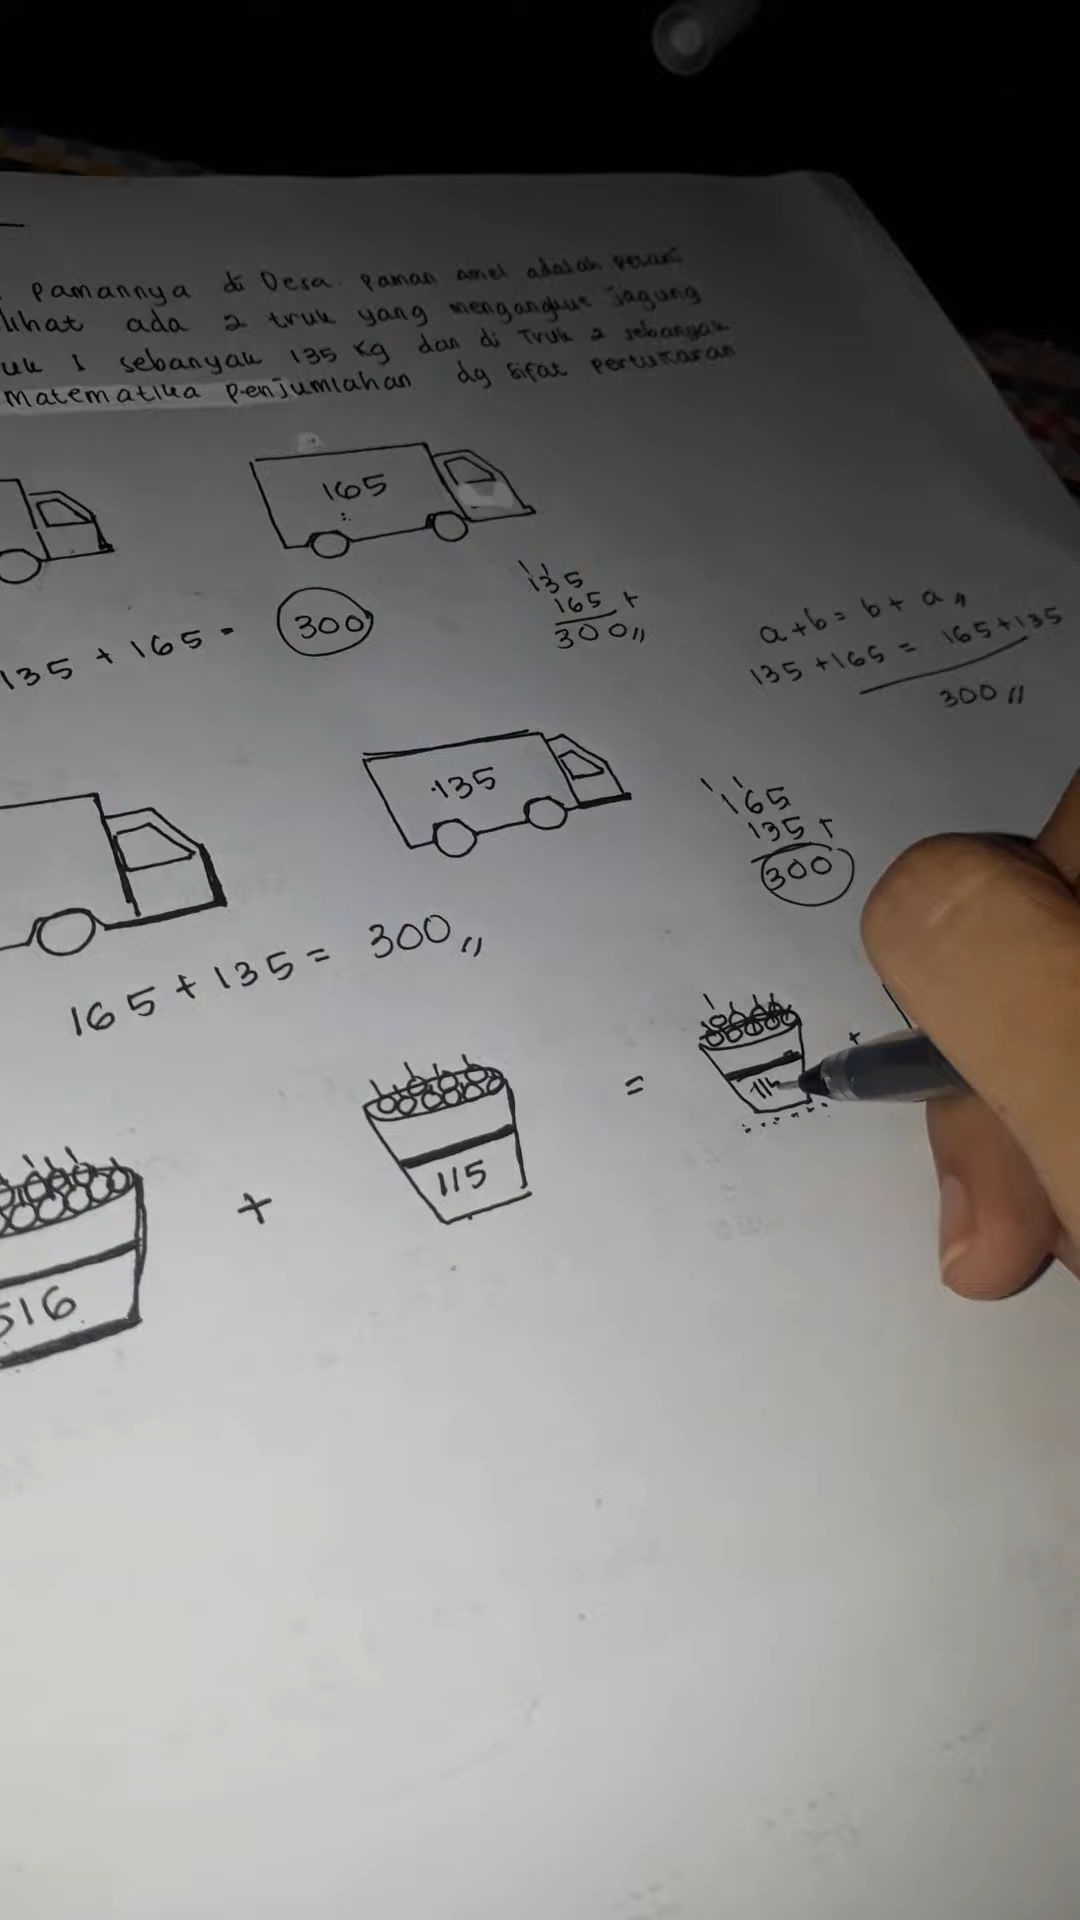 pamannya di Desa. paman amel adalah petani
lihat ada 2 truk yang mengangkut jagung
uk 1 sebanyak 135 Kg dan di Truk 2 sebanyak
matematika penjumlahan dg sifat pertukaran
165
135 + 165 = 300
135
165 +
300
a + b = b + a
135 + 165 = 165 + 135
300
135
165
135 +
300
165 + 135 = 300
516 + 115 = 11 +